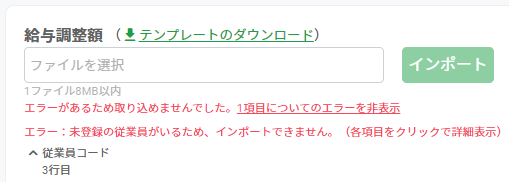 給与調整額 （テンプレートのダウンロード）
ファイルを選択 インポート
1ファイル8MB以内
エラーがあるため取り込めませんでした。1項目についてのエラーを非表示
エラー：未登録の従業員がいるため、インポートできません。（各項目をクリックで詳細表示）
従業員コード
3行目